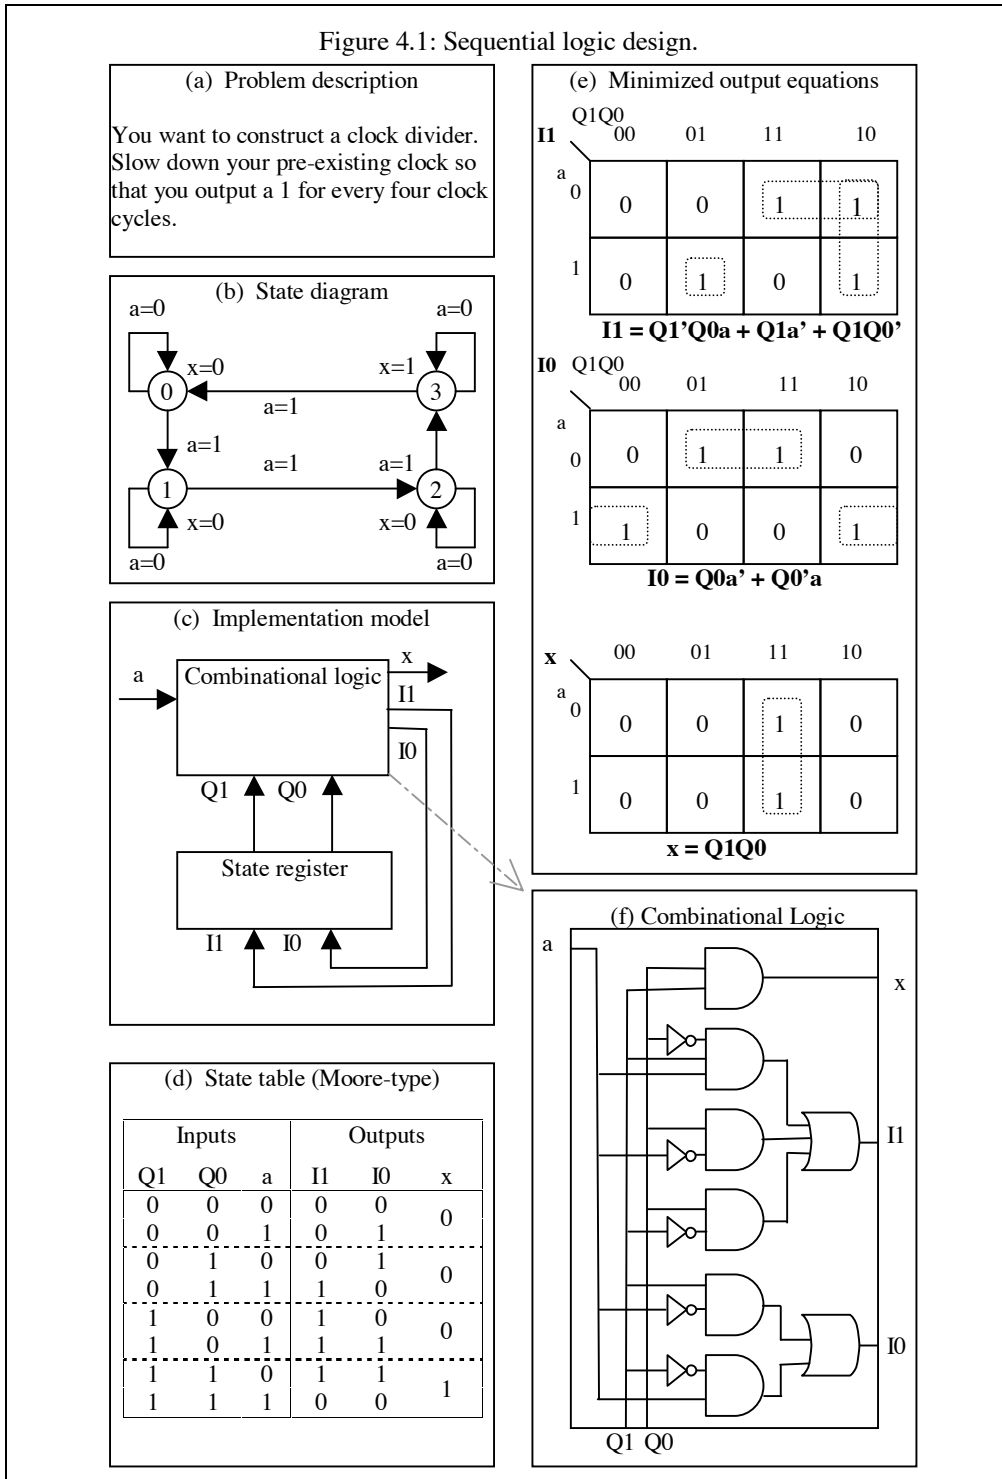 Figure 4.1: Sequential logic design.
(a) Problem description
You want to construct a clock divider.
Slow down your pre-existing clock so
that you output a 1 for every four clock
cycles.
(b) State diagram
a=0
a=0
x=0
x=1
0
3
a=1
a=1
a=1
a=1
1
2
x=0
x=0
a=0
a=0
(c) Implementation model
a
Combinational logic
x
I1
I0
Q1 Q0
State register
I1 I0
(d) State table (Moore-type)
Inputs Outputs
Q1 Q0 a I1 I0 x
0 0 0 0 0
0
0 0 1 0 1
0 1 0 0 1
0
0 1 1 1 0
1 0 0 1 0
0
1 0 1 1 1
1 1 0 1 1
1
1 1 1 0 0
(e) Minimized output equations
Q1Q0
I1 00 01 11 10
a
0 0 0 1 1
1 0 1 0 1
I1 = Q1’Q0a + Q1a’ + Q1Q0’
I0 Q1Q0
00 01 11 10
a
0 0 1 1 0
1 1 0 0 1
I0 = Q0a’ + Q0’a
x 00 01 11 10
a
0 0 0 1 0
1 0 0 1 0
x = Q1Q0
(f) Combinational Logic
a
x
I1
I0
Q1 Q0